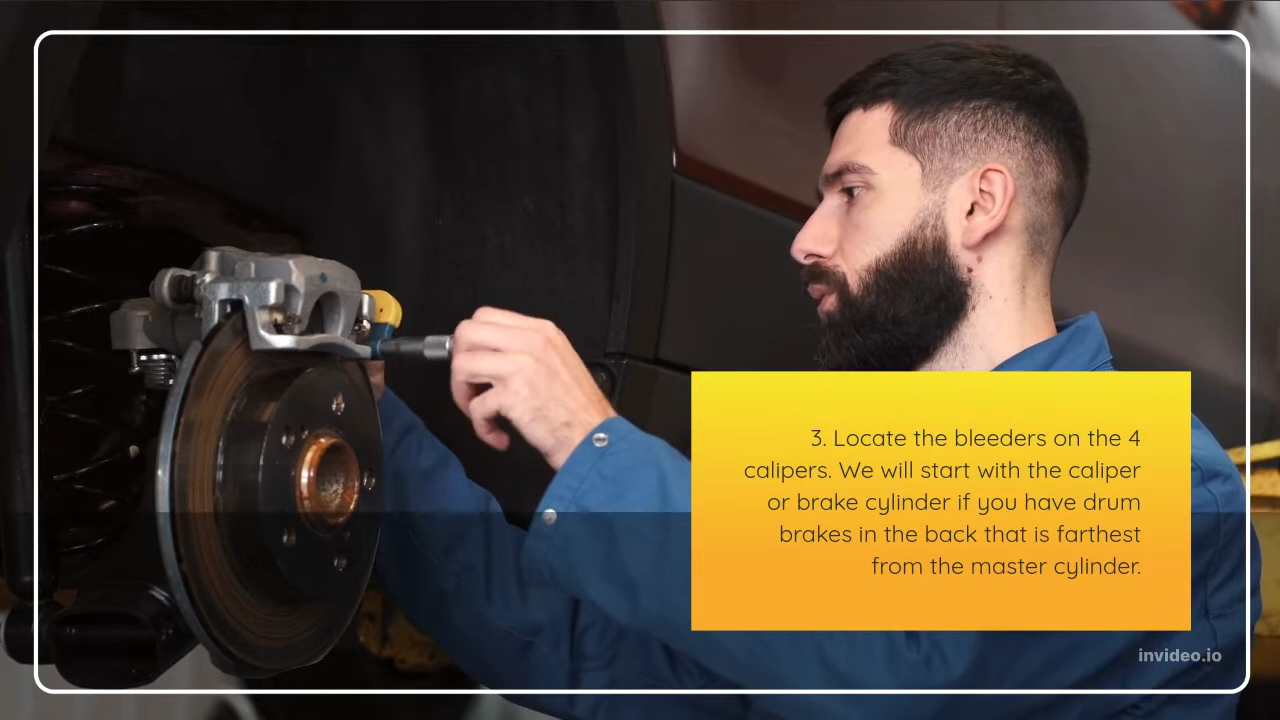 3. Locate the bleeders on the 4
calipers. We will start with the caliper
or brake cylinder if you have drum
brakes in the back that is farthest
from the master cylinder.
invideo.io